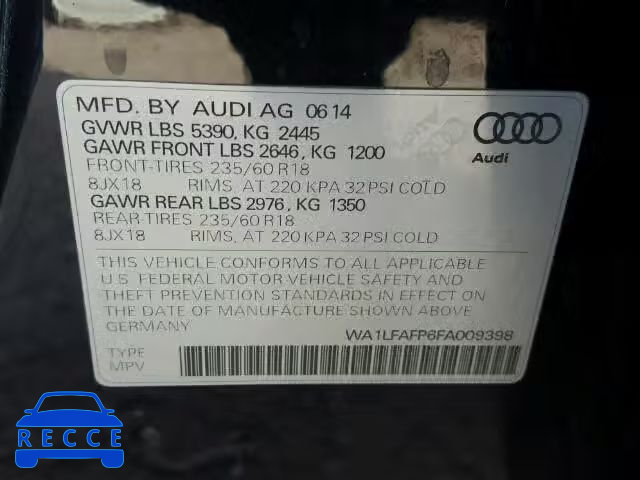 MFD. BY AUDI AG 06 14
GVWR LBS 5390, KG 2445
GAWR FRONT LBS 2646, KG 1200
FRONT-TIRES 235/60 R18
8JX18 RIMS, AT 220 KPA 32 PSI COLD
GAWR REAR LBS 2976, KG 1350
REAR-TIRES 235/60 R18
8JX18 RIMS, AT 220 KPA 32 PSI COLD
Audi
THIS VEHICLE CONFORMS TO ALL APPLICABLE
U.S. FEDERAL MOTOR VEHICLE SAFETY AND
THEFT PREVENTION STANDARDS IN EFFECT ON
THE DATE OF MANUFACTURE SHOWN ABOVE
GERMANY
WA1LFAFP6FA009398
TYPE
MPV
RECCE